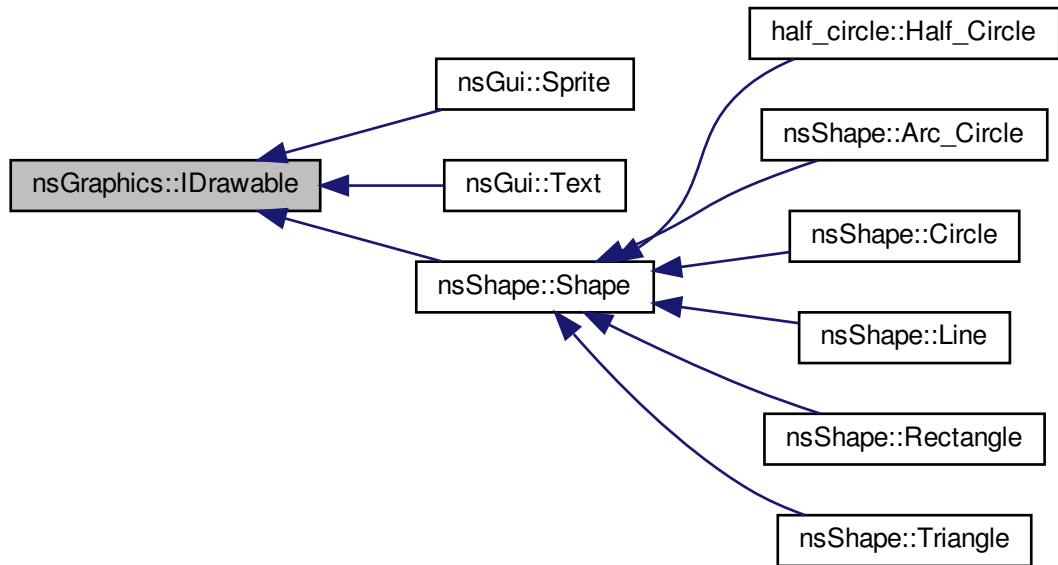 half_circle::Half_Circle
nsGui::Sprite
nsShape::Arc_Circle
nsGraphics::IDrawable
nsGui::Text
nsShape::Circle
nsShape::Shape
nsShape::Line
nsShape::Rectangle
nsShape::Triangle